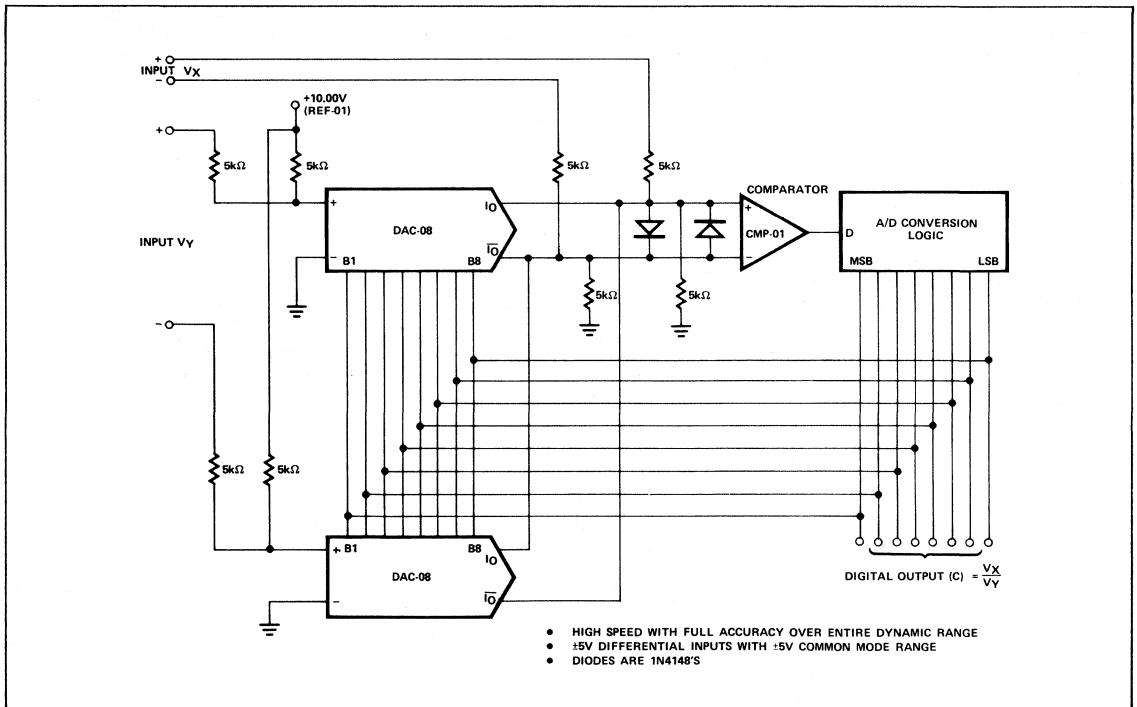 +
INPUT VX
-
+10.00V
(REF-01)
+
5kΩ
5kΩ
5kΩ
5kΩ
COMPARATOR
+
IO
+
CMP-01
-
D
A/D CONVERSION
LOGIC
DAC-08
INPUT VY
-
B1
B8
IO
MSB
LSB
5kΩ
5kΩ
-
5kΩ
5kΩ
+
B1
B8
IO
DAC-08
IO
-
DIGITAL OUTPUT (C) = VX
VY
● HIGH SPEED WITH FULL ACCURACY OVER ENTIRE DYNAMIC RANGE
● ±5V DIFFERENTIAL INPUTS WITH ±5V COMMON MODE RANGE
● DIODES ARE 1N4148'S